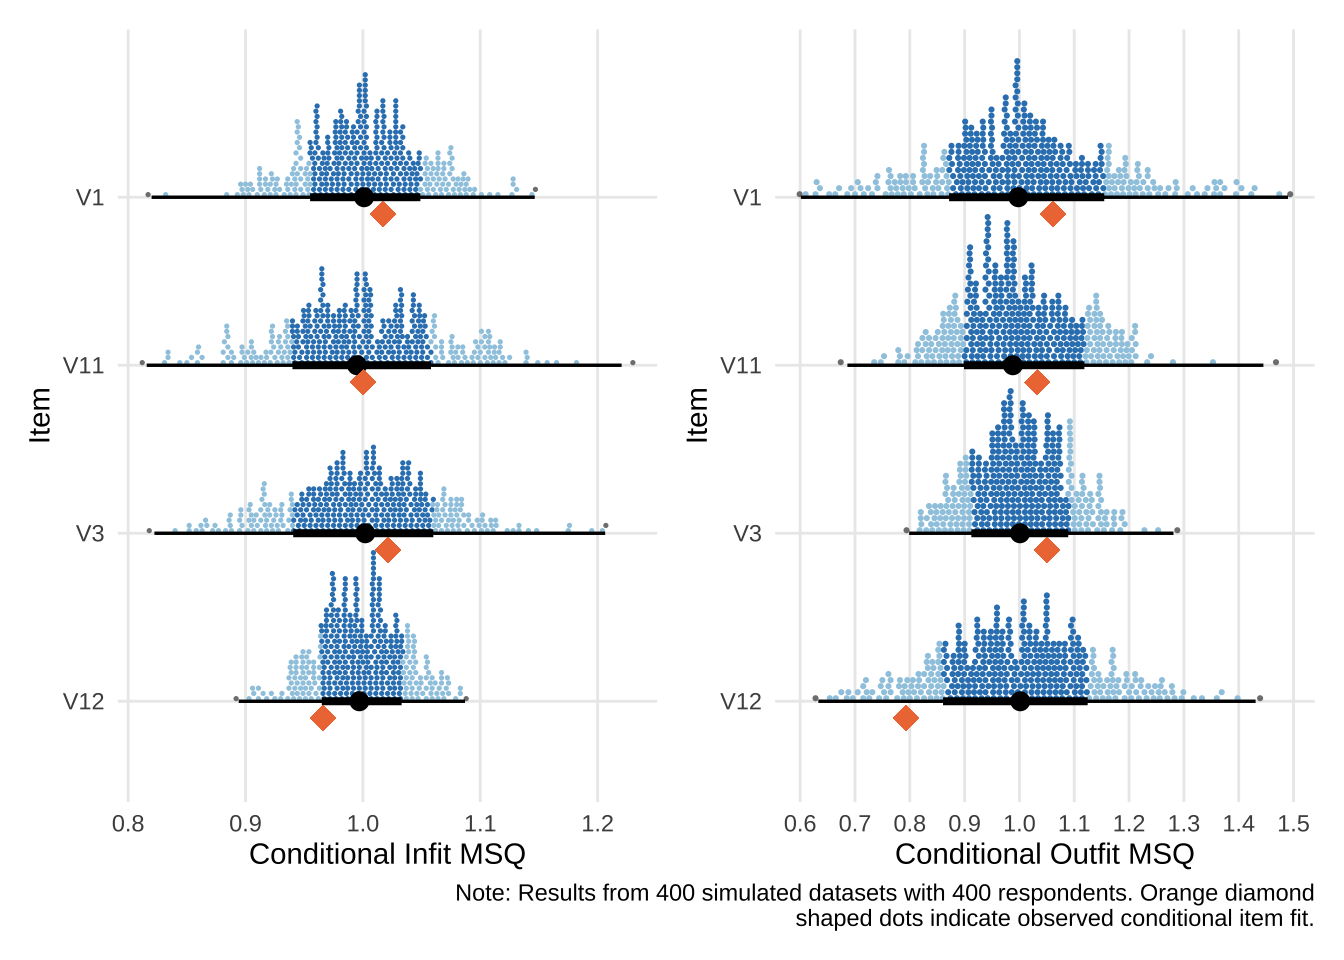 Item
V1
V11
V3
V12
0.8 0.9 1.0 1.1 1.2
Conditional Infit MSQ
Item
V1
V11
V3
V12
0.6 0.7 0.8 0.9 1.0 1.1 1.2 1.3 1.4 1.5
Conditional Outfit MSQ
Note: Results from 400 simulated datasets with 400 respondents. Orange diamond
shaped dots indicate observed conditional item fit.